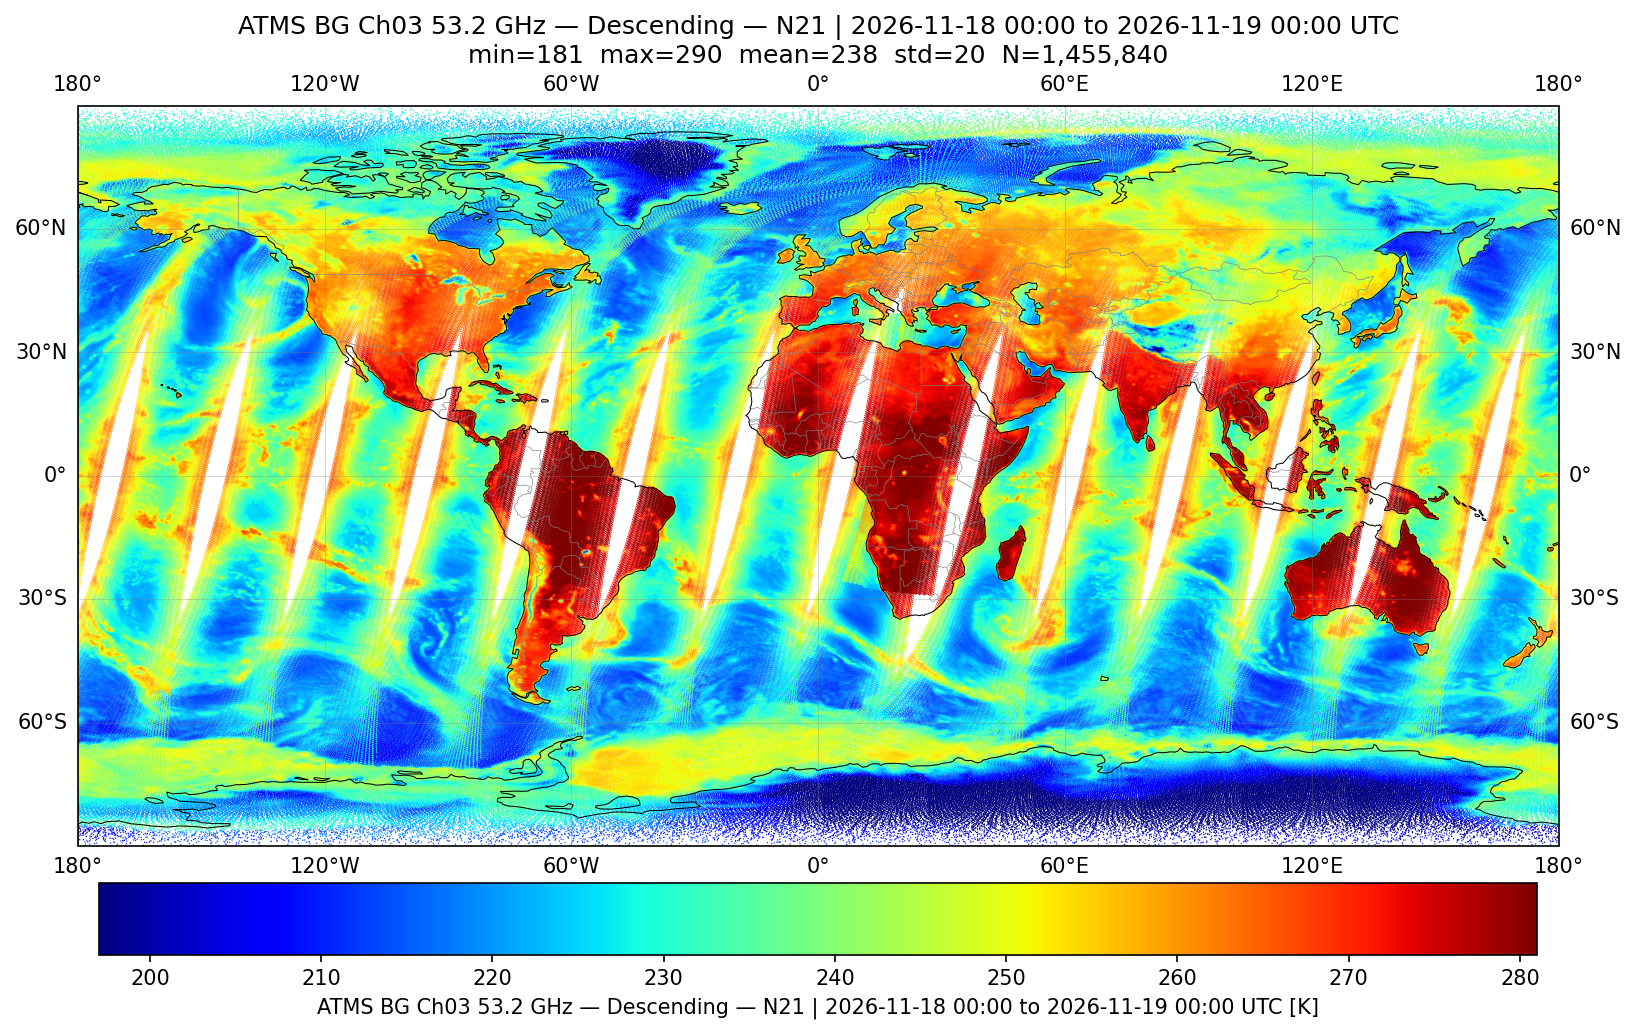 ATMS BG Ch03 53.2 GHz — Descending — N21 | 2026-11-18 00:00 to 2026-11-19 00:00 UTC
min=181 max=290 mean=238 std=20 N=1,455,840
180° 120°W 60°W 0° 60°E 120°E 180°
60°N 60°N
30°N 30°N
0° 0°
30°S 30°S
60°S 60°S
180° 120°W 60°W 0° 60°E 120°E 180°
200 210 220 230 240 250 260 270 280
ATMS BG Ch03 53.2 GHz — Descending — N21 | 2026-11-18 00:00 to 2026-11-19 00:00 UTC [K]